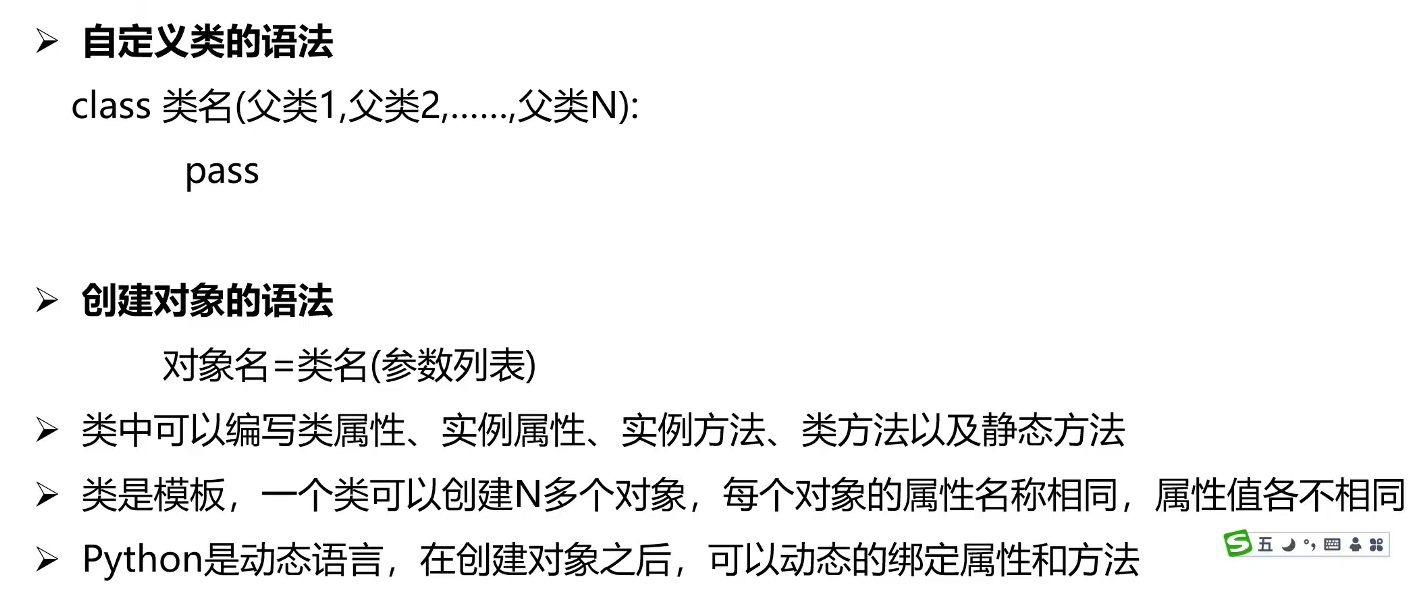 自定义类的语法
class 类名(父类1,父类2,......,父类N):
pass
创建对象的语法
对象名=类名(参数列表)
类中可以编写类属性、实例属性、实例方法、类方法以及静态方法
类是模板，一个类可以创建N多个对象，每个对象的属性名称相同，属性值各不相同
Python是动态语言，在创建对象之后，可以动态的绑定属性和方法
S 五